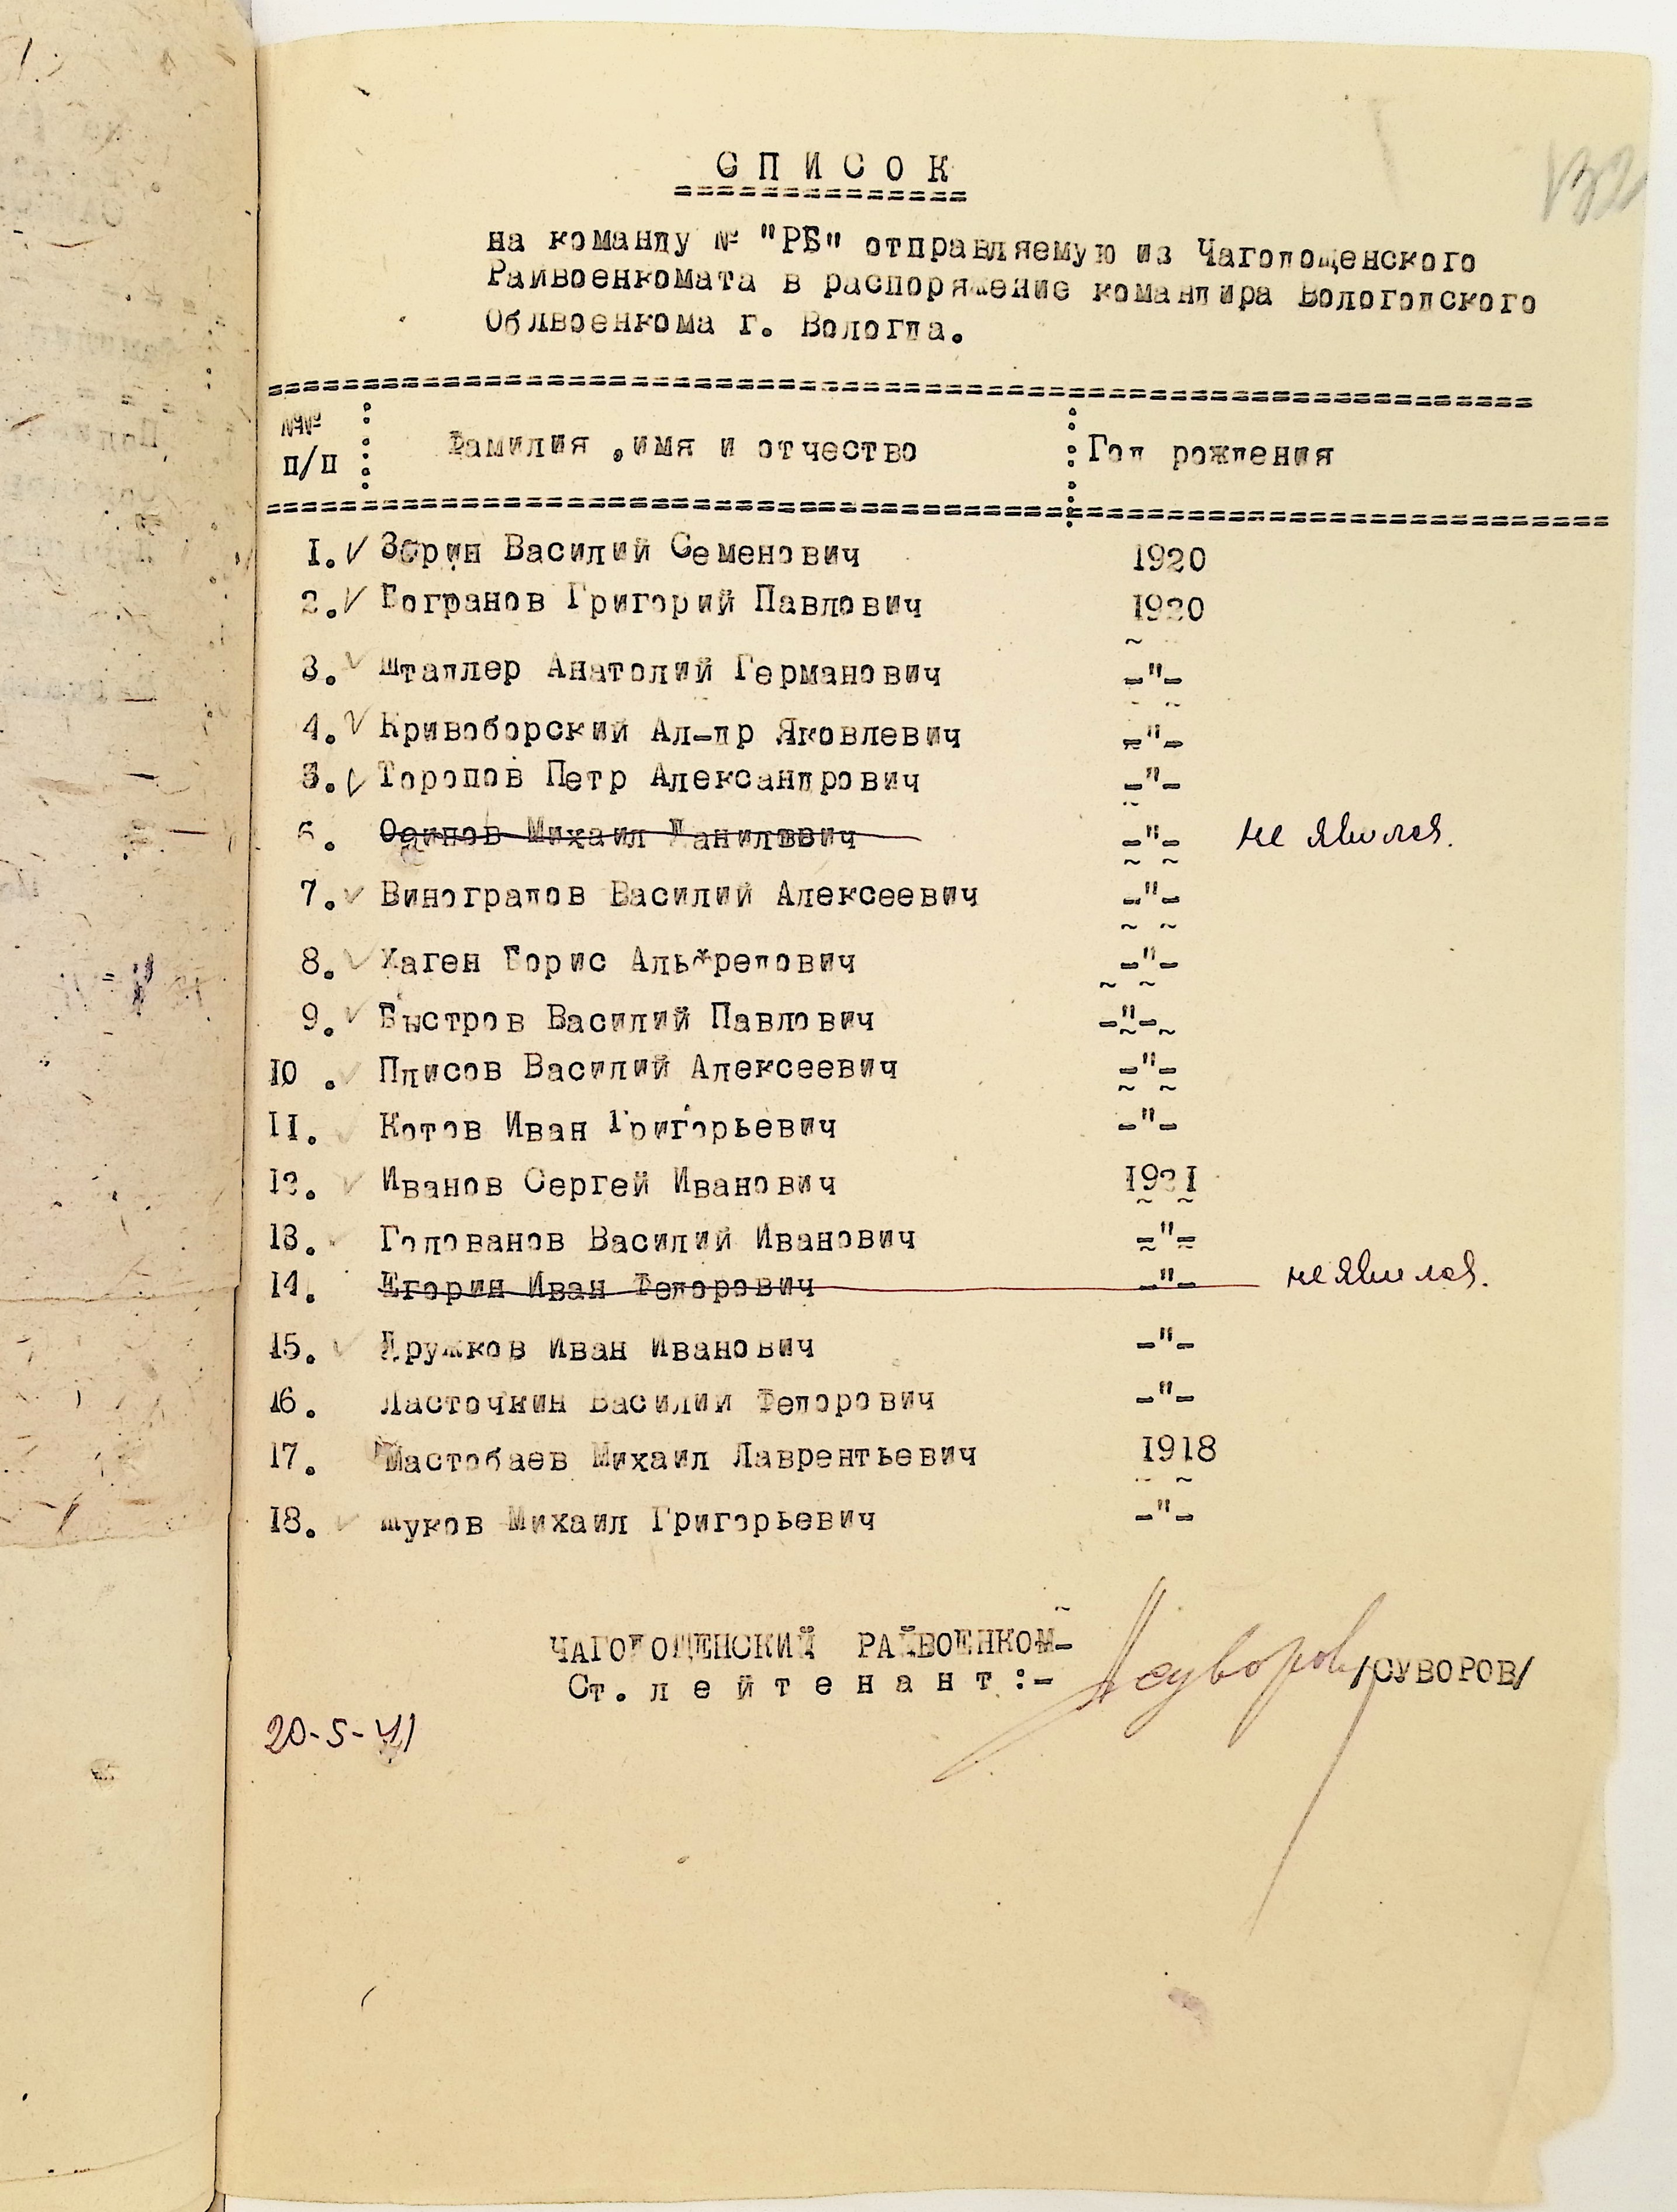 СПИСОК
на команду № "РБ" отправляемую из Чагодощенского
Райвоенкомата в распоряжение командира Вологодского
Облвоенкома г. Вологда.
№№ п/п Фамилия ,имя и отчество Год рождения
1. Зорин Василий Семенович 1920
2. Богранов Григорий Павлович 1920
3. Штадлер Анатолий Германович -"-
4. Кривоборский Ал-др Яковлевич -"-
5. Торопов Петр Александрович -"-
6. Одинов Михаил Данилович -"- не явился.
7. Виноградов Василий Алексеевич -"-
8. Хаген Борис Альфредович -"-
9. Быстров Василий Павлович -"-
10. Плисов Василий Алексеевич -"-
11. Котов Иван Григорьевич -"-
12. Иванов Сергей Иванович 1921
13. Голованов Василий Иванович -"-
14. Егорин Иван Федорович -"- не явился.
15. Дружков Иван Иванович -"-
16. Ласточкин Василий Федорович -"-
17. Мастобаев Михаил Лаврентьевич 1918
18. Жуков Михаил Григорьевич -"-
ЧАГОДОЩЕНСКИЙ РАЙВОЕНКОМ-
Ст. лейтенант:- Суворов /СУВОРОВ/
20-5-41
132